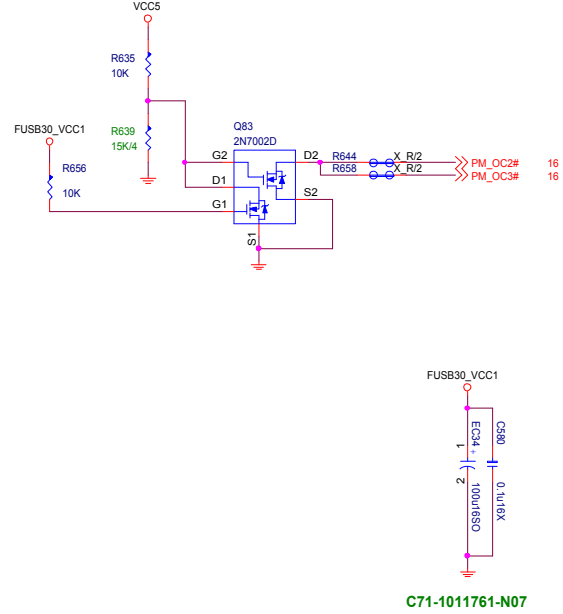 VCC5
R635
10K
FUSB30_VCC1
R639
15K/4
Q83
2N7002D
R656
10K
G2
D2
R644
X_R/2
PM_OC2#
16
R658
X_R/2
PM_OC3#
16
D1
S2
G1
S1
FUSB30_VCC1
1
EC34
+
C580
2
100u16SO
0.1u16X
C71-1011761-N07